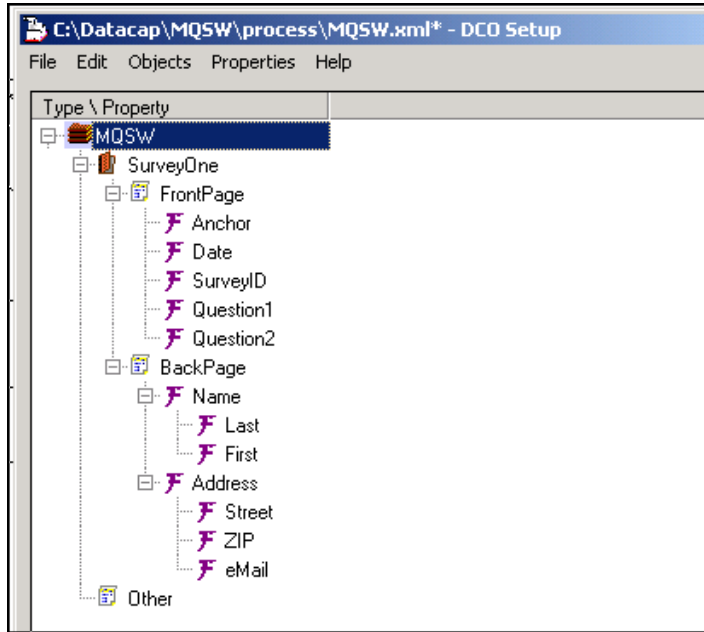 C:\Datacap\MQSW\process\MQSW.xml* - DCO Setup
File Edit Objects Properties Help
Type \ Property
MQSW
SurveyOne
FrontPage
Anchor
Date
SurveyID
Question1
Question2
BackPage
Name
Last
First
Address
Street
ZIP
eMail
Other